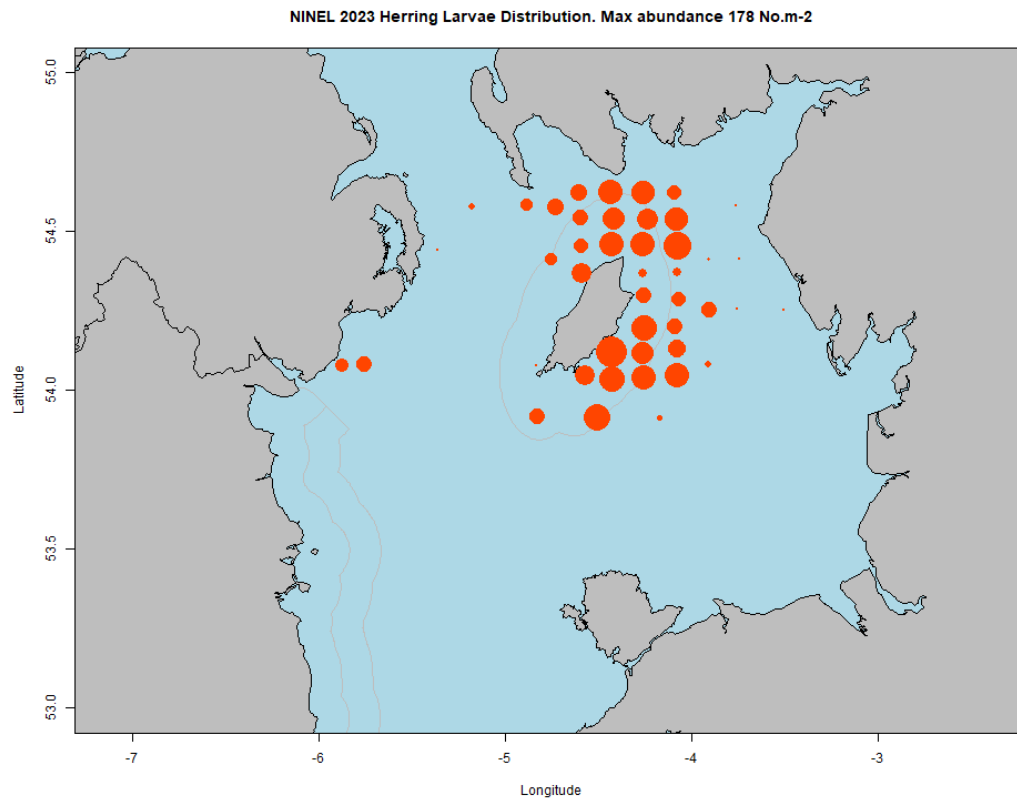 NINEL 2023 Herring Larvae Distribution. Max abundance 178 No.m-2
55.0
54.5
54.0
53.5
53.0
Latitude
-7 -6 -5 -4 -3
Longitude